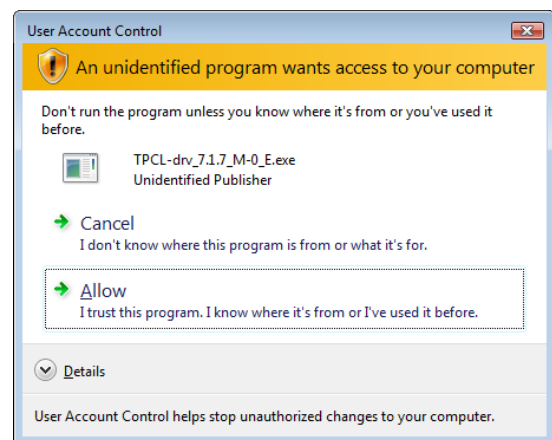 User Account Control
An unidentified program wants access to your computer
Don't run the program unless you know where it's from or you've used it
before.
TPCL-drv_7.1.7_M-0_E.exe
Unidentified Publisher
Cancel
I don't know where this program is from or what it's for.
Allow
I trust this program. I know where it's from or I've used it before.
Details
User Account Control helps stop unauthorized changes to your computer.